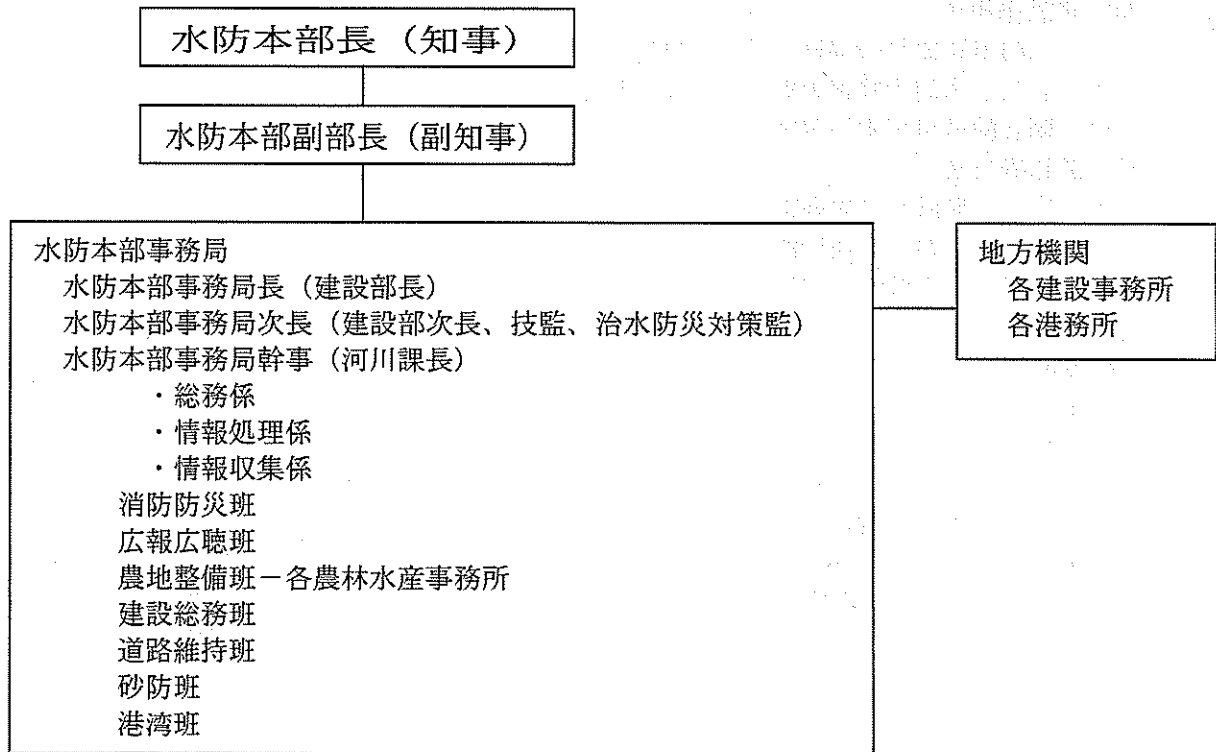 水防本部長（知事）
水防本部副部長（副知事）
水防本部事務局
水防本部事務局長（建設部長）
水防本部事務局次長（建設部次長、技監、治水防災対策監）
水防本部事務局幹事（河川課長）
・総務係
・情報処理係
・情報収集係
消防防災班
広報広聴班
農地整備班－各農林水産事務所
建設総務班
道路維持班
砂防班
港湾班
地方機関
各建設事務所
各港務所